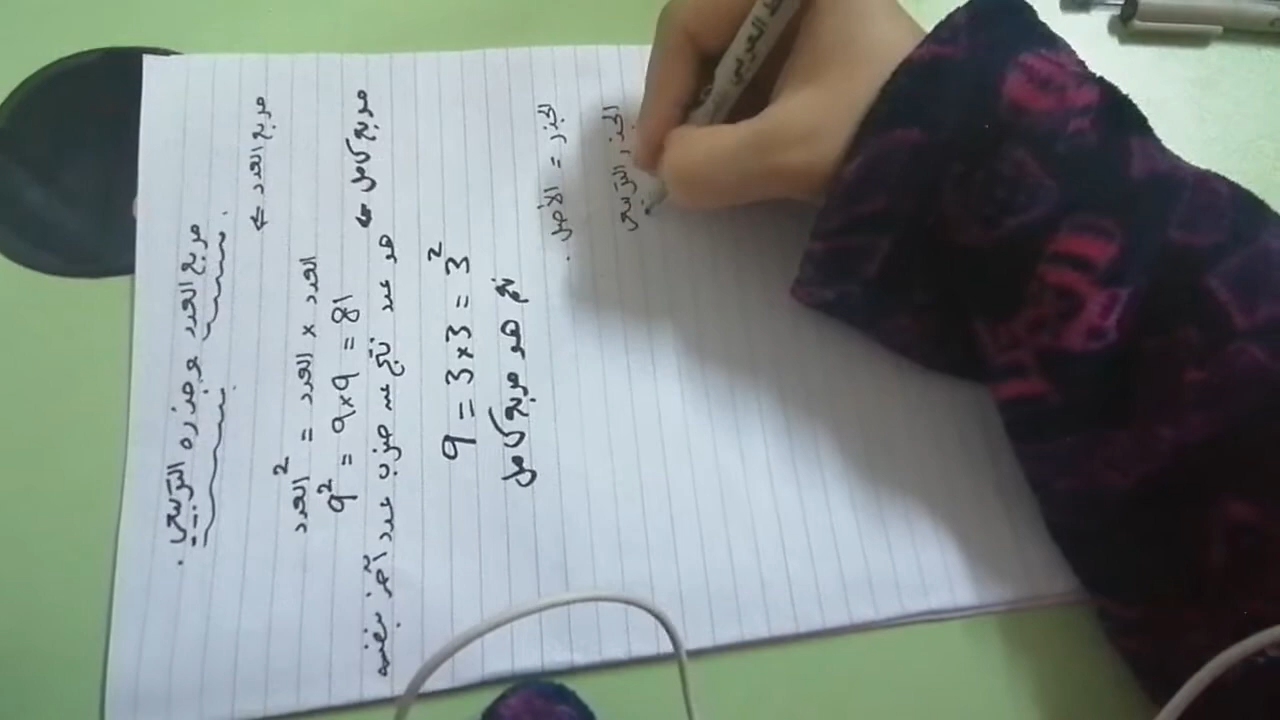 مربع العدد وجذره التربيعي.
مربع العدد ←
العدد² = العدد × العدد
9² = 9 × 9 = 81
مربع كامل ← هو عدد ناتج عن ضرب عدد آخر بنفسه
9 = 3 × 3 = 3²
نعم هو مربع كامل
الجذر = الأصل.
الجذر التربيعي